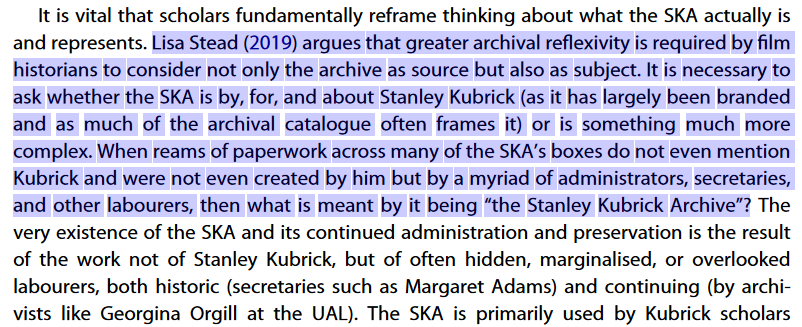 It is vital that scholars fundamentally reframe thinking about what the SKA actually is
and represents. Lisa Stead (2019) argues that greater archival reflexivity is required by film
historians to consider not only the archive as source but also as subject. It is necessary to
ask whether the SKA is by, for, and about Stanley Kubrick (as it has largely been branded
and as much of the archival catalogue often frames it) or is something much more
complex. When reams of paperwork across many of the SKA's boxes do not even mention
Kubrick and were not even created by him but by a myriad of administrators, secretaries,
and other labourers, then what is meant by it being “the Stanley Kubrick Archive”? The
very existence of the SKA and its continued administration and preservation is the result
of the work not of Stanley Kubrick, but of often hidden, marginalised, or overlooked
labourers, both historic (secretaries such as Margaret Adams) and continuing (by archi-
vists like Georgina Orgill at the UAL). The SKA is primarily used by Kubrick scholars